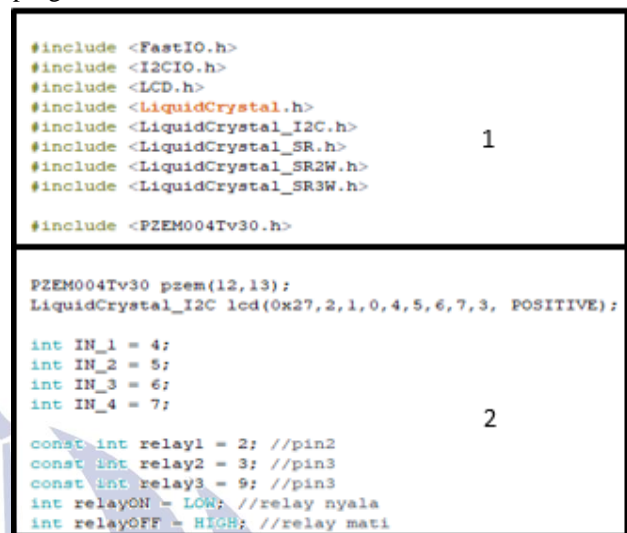 #include <FastIO.h>
#include <I2CIO.h>
#include <LCD.h>
#include <LiquidCrystal.h>
#include <LiquidCrystal_I2C.h>
#include <LiquidCrystal_SR.h>
#include <LiquidCrystal_SR2W.h>
#include <LiquidCrystal_SR3W.h>
#include <PZEM004Tv30.h>
1
PZEM004Tv30 pzem(12,13);
LiquidCrystal_I2C lcd(0x27,2,1,0,4,5,6,7,3, POSITIVE);
int IN_1 = 4;
int IN_2 = 5;
int IN_3 = 6;
int IN_4 = 7;
2
const int relay1 = 2; //pin2
const int relay2 = 3; //pin3
const int relay3 = 9; //pin3
int relayON = LOW; //relay nyala
int relayOFF = HIGH; //relay mati